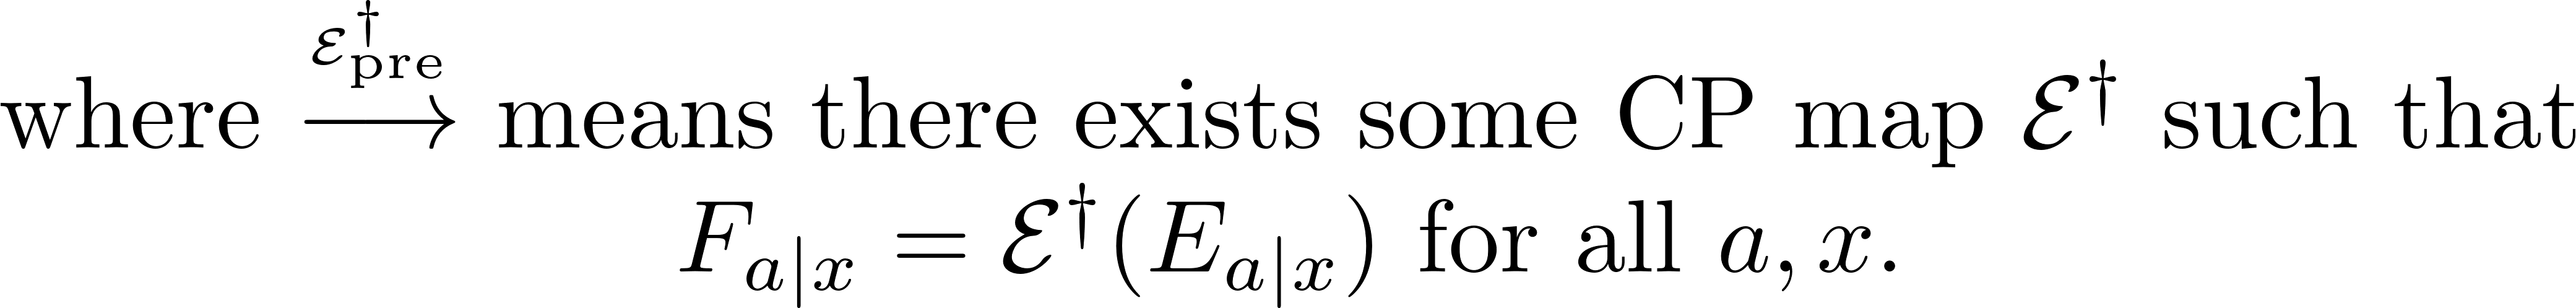 where $\xrightarrow{\mathcal{E}^\dagger_{\text{pre}}}$ means there exists some CP map $\mathcal{E}^\dagger$ such that
$F_{a|x} = \mathcal{E}^\dagger(E_{a|x})$ for all $a, x$.